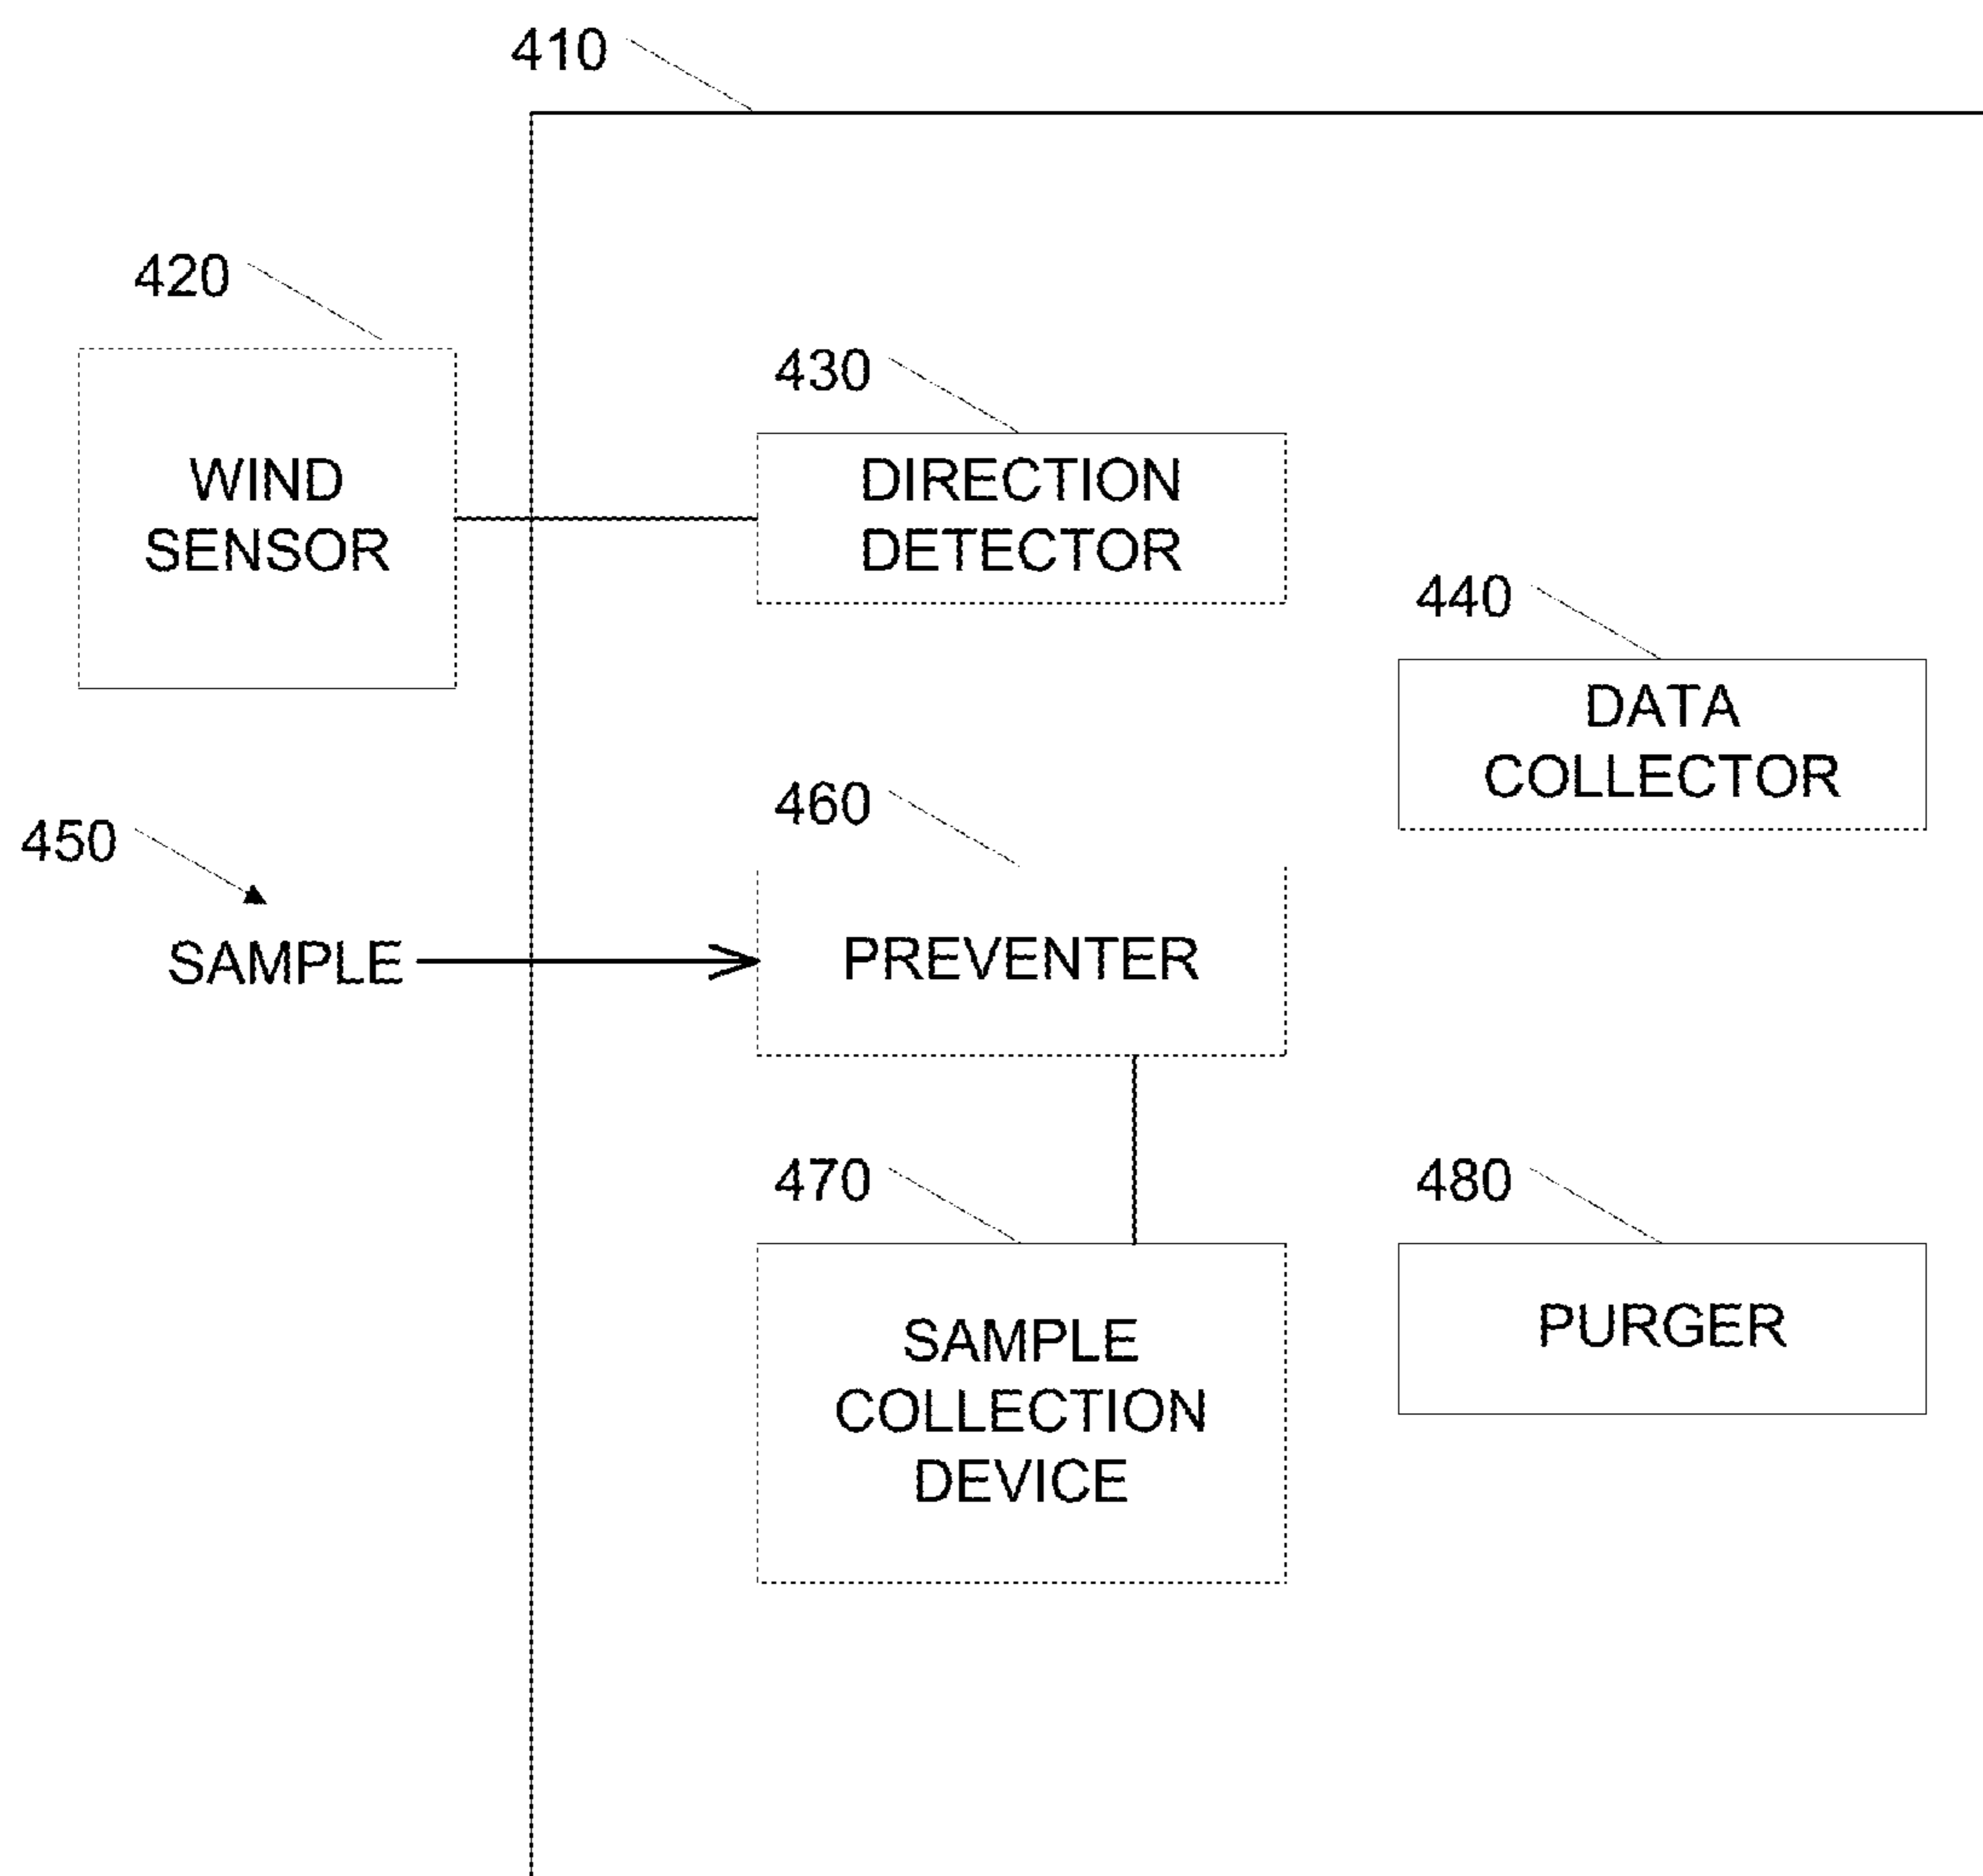 410
420
WIND
SENSOR
430
DIRECTION
DETECTOR
440
DATA
COLLECTOR
450
SAMPLE
460
PREVENTER
470
SAMPLE
COLLECTION
DEVICE
480
PURGER